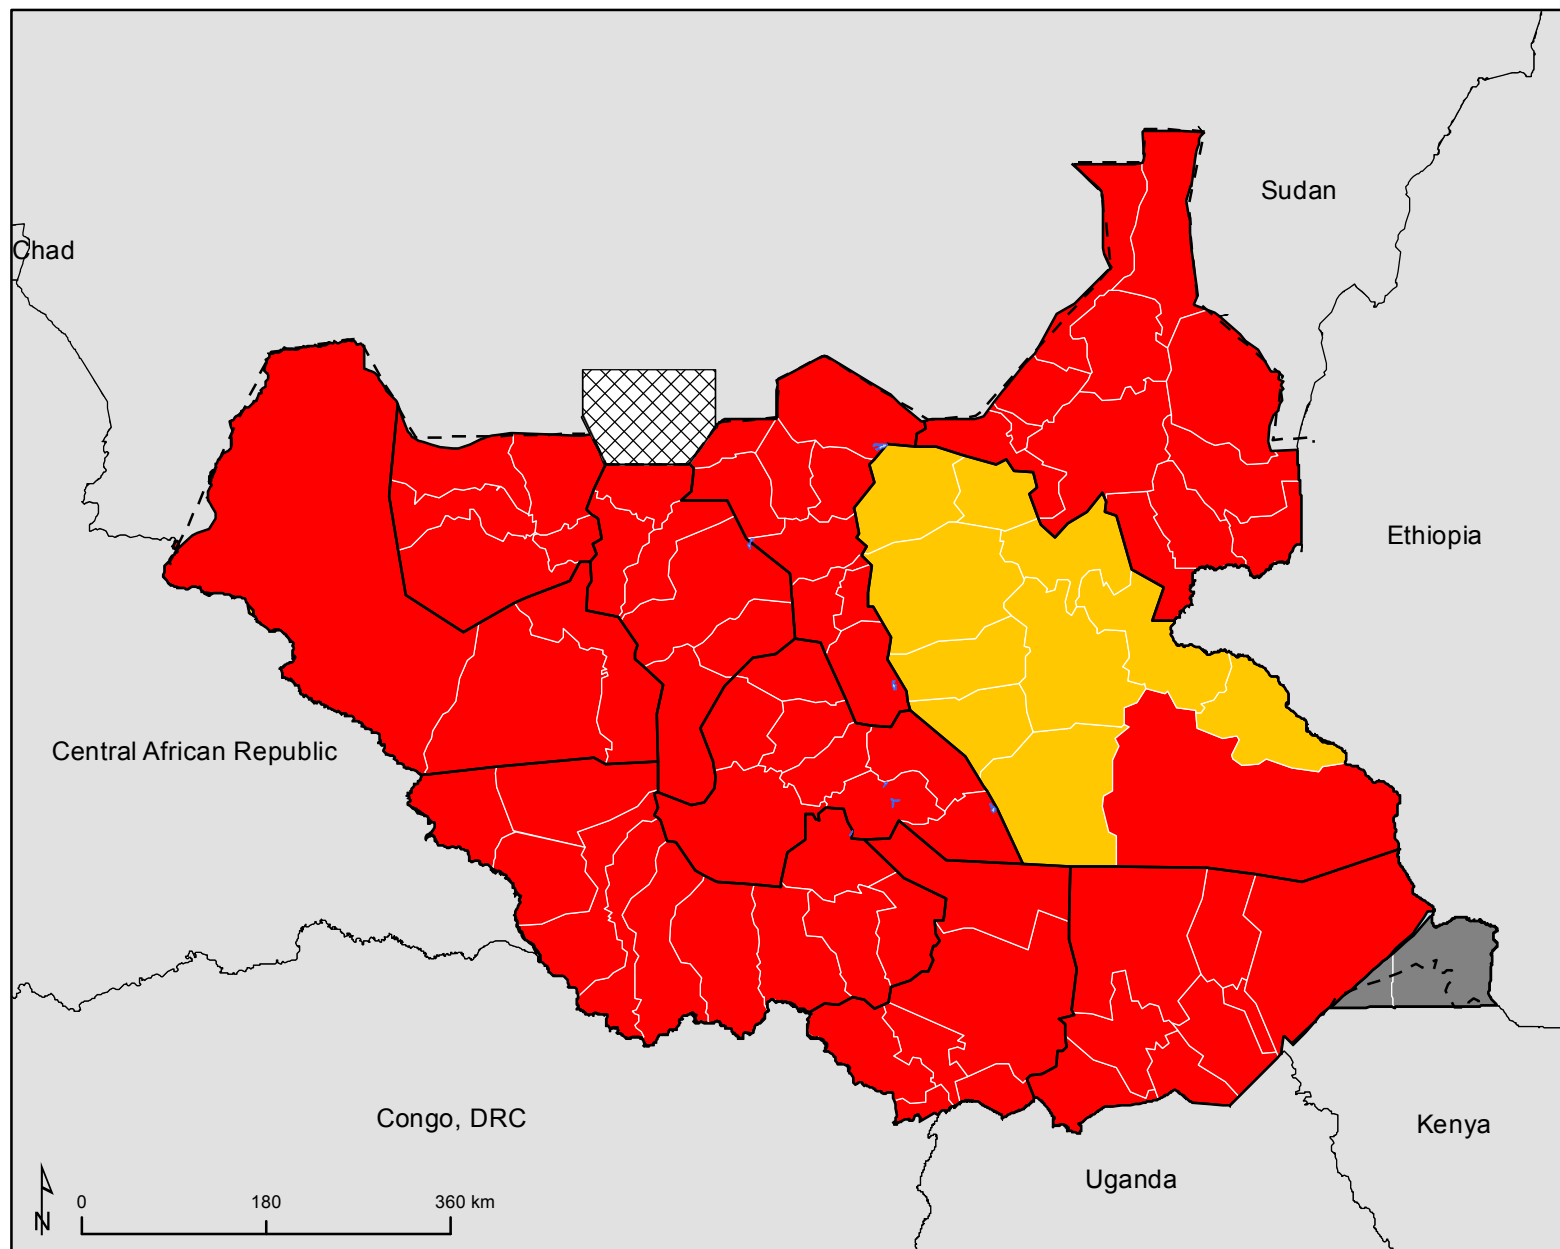 Sudan
Chad
Ethiopia
Central African Republic
Congo, DRC
Kenya
Uganda
N
0 180 360 km